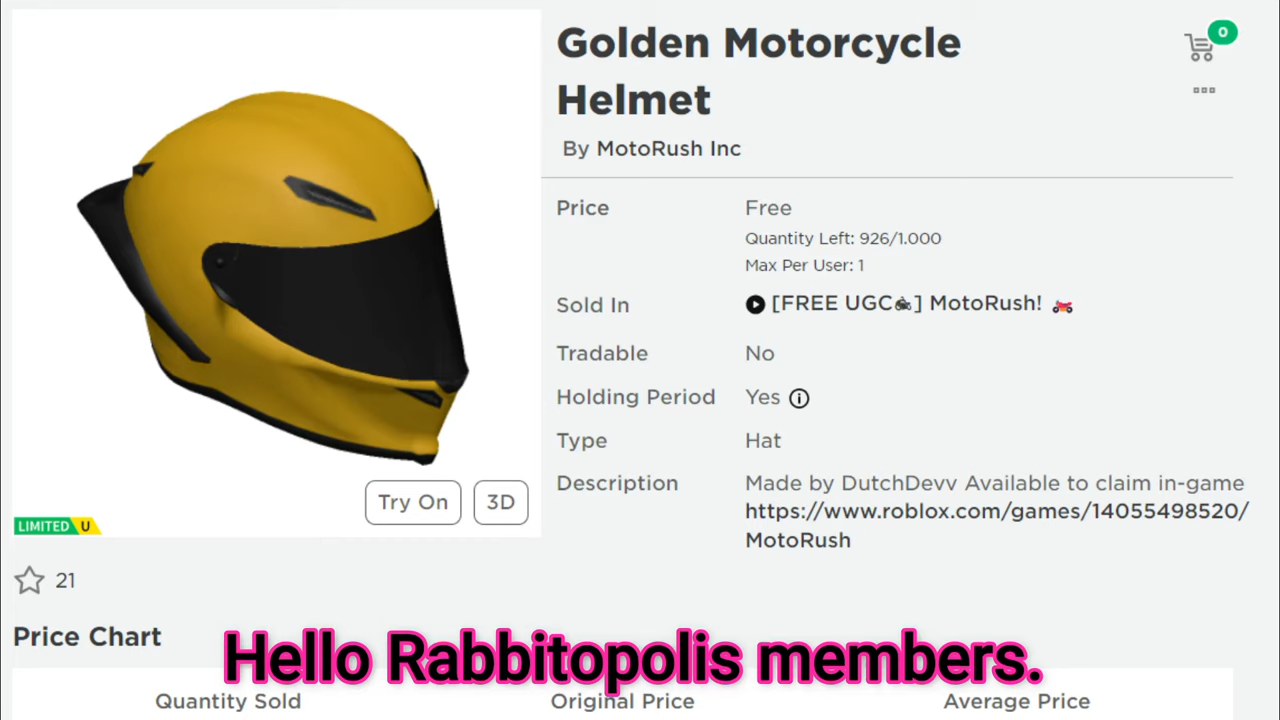 Golden Motorcycle
Helmet
0
By MotoRush Inc
Price Free
Quantity Left: 926/1.000
Max Per User: 1
Sold In [FREE UGC🏍] MotoRush! 🏍️
Tradable No
Holding Period Yes
Type Hat
Description Made by DutchDevv Available to claim in-game
https://www.roblox.com/games/14055498520/
MotoRush
Try On 3D
LIMITED U
21
Price Chart
Hello Rabbitopolis members.
Quantity Sold Original Price Average Price